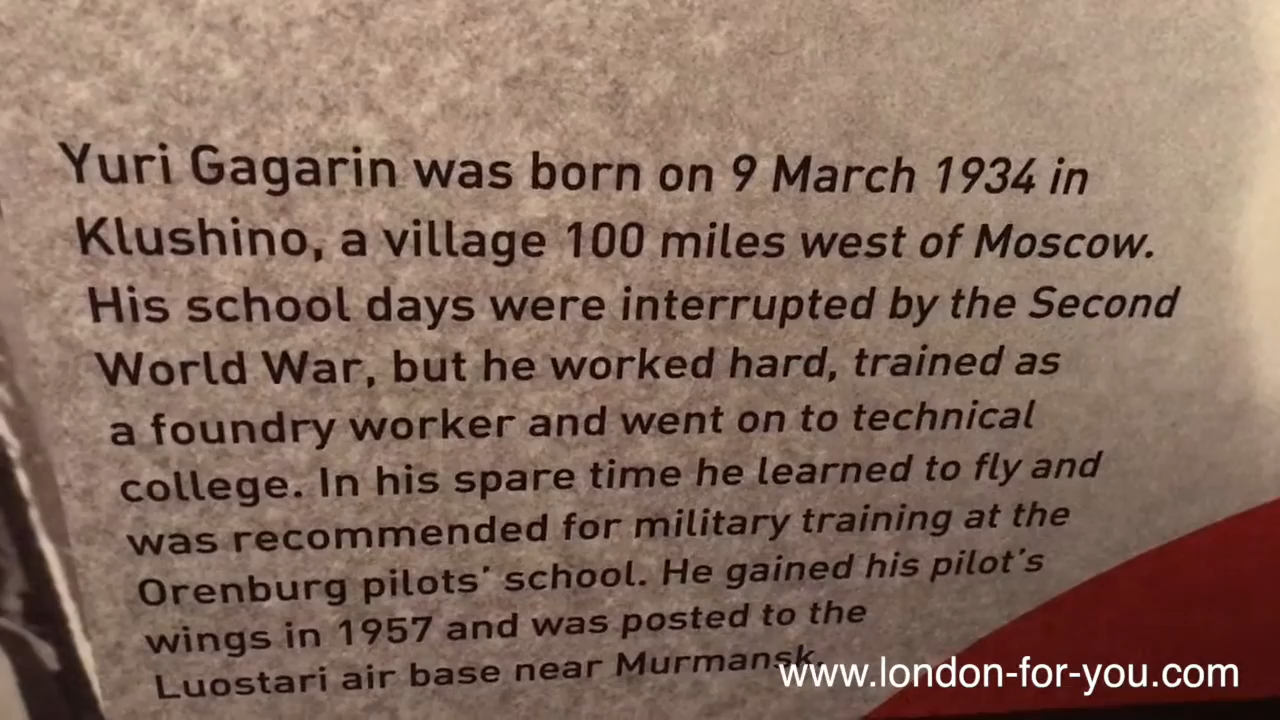 Yuri Gagarin was born on 9 March 1934 in
Klushino, a village 100 miles west of Moscow.
His school days were interrupted by the Second
World War, but he worked hard, trained as
a foundry worker and went on to technical
college. In his spare time he learned to fly and
was recommended for military training at the
Orenburg pilots' school. He gained his pilot's
wings in 1957 and was posted to the
Luostari air base near Murmansk.
www.london-for-you.com